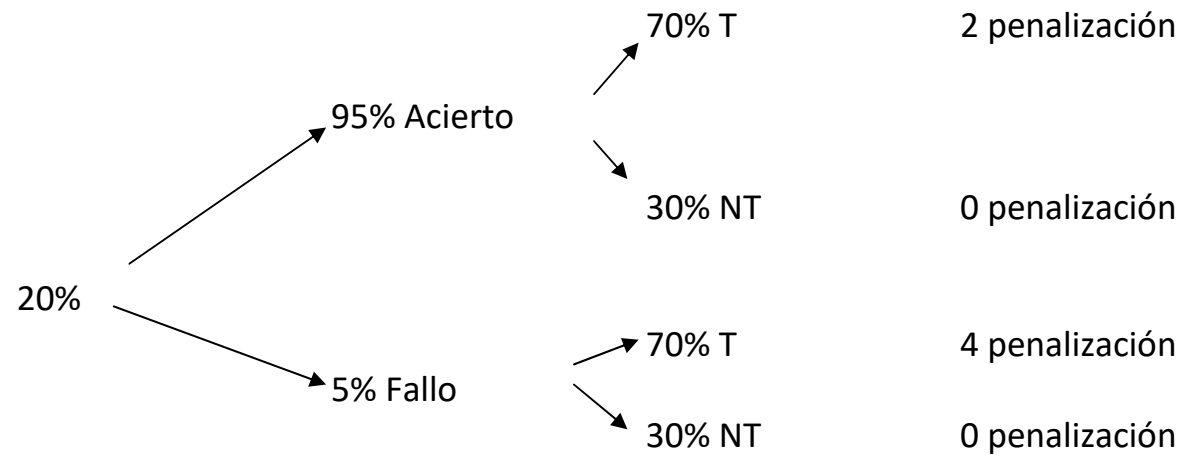 70% T 2 penalización
95% Acierto
30% NT 0 penalización
20%
70% T 4 penalización
5% Fallo
30% NT 0 penalización